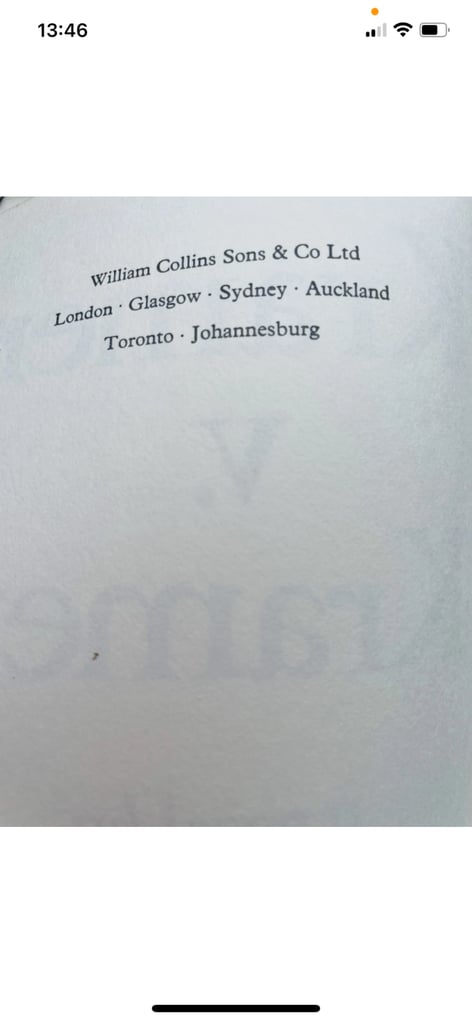 13:46
William Collins Sons & Co Ltd
London · Glasgow · Sydney · Auckland
Toronto · Johannesburg